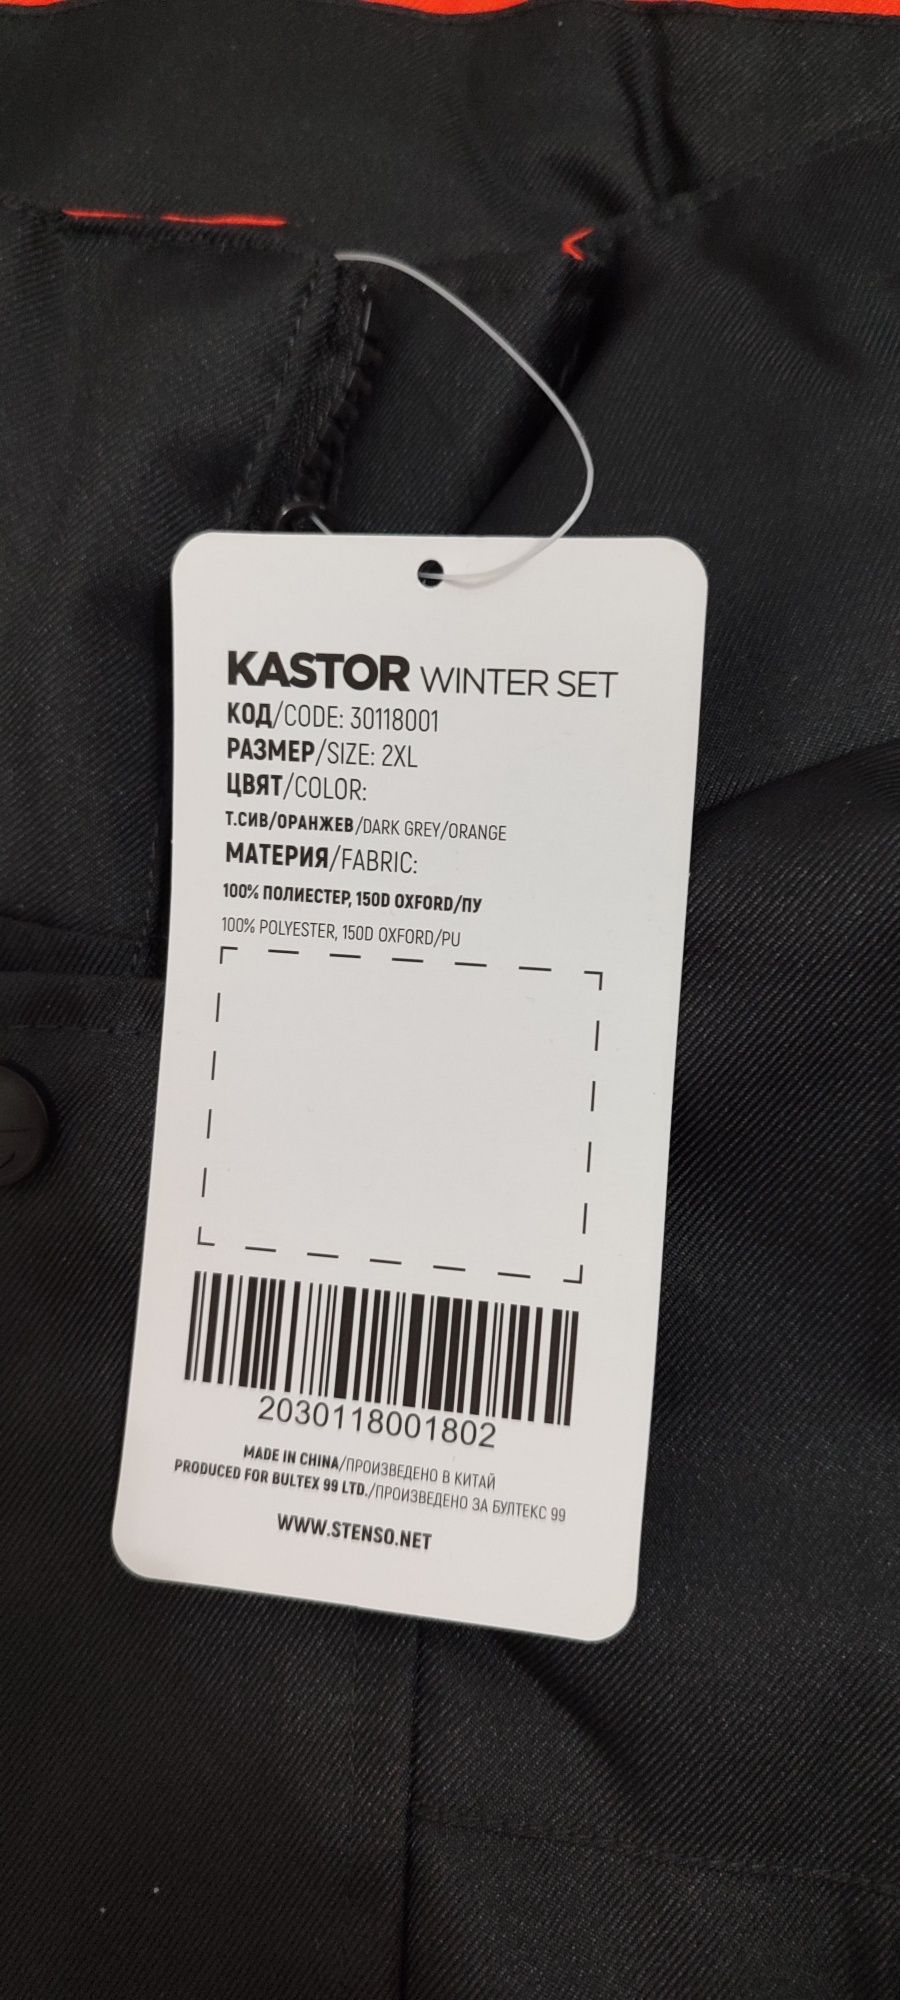 KASTOR WINTER SET
КОД/CODE: 30118001
РАЗМЕР/SIZE: 2XL
ЦВЯТ/COLOR:
Т.СИВ/ОРАНЖЕВ/DARK GREY/ORANGE
МАТЕРИЯ/FABRIC:
100% ПОЛИЕСТЕР, 150D OXFORD/ПУ
100% POLYESTER, 150D OXFORD/PU
2030118001802
MADE IN CHINA/ПРОИЗВЕДЕНО В КИТАЙ
PRODUCED FOR BULTEX 99 LTD./ПРОИЗВЕДЕНО ЗА БУЛТЕКС 99
WWW.STENSO.NET